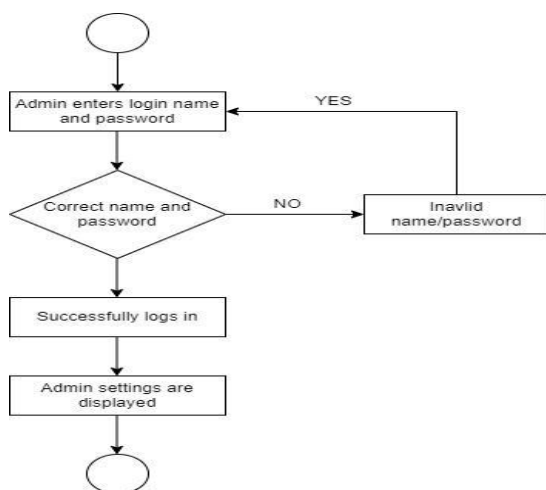 Admin enters login name
and password
YES
Correct name and
password
NO
Inavlid
name/password
Successfully logs in
Admin settings are
displayed